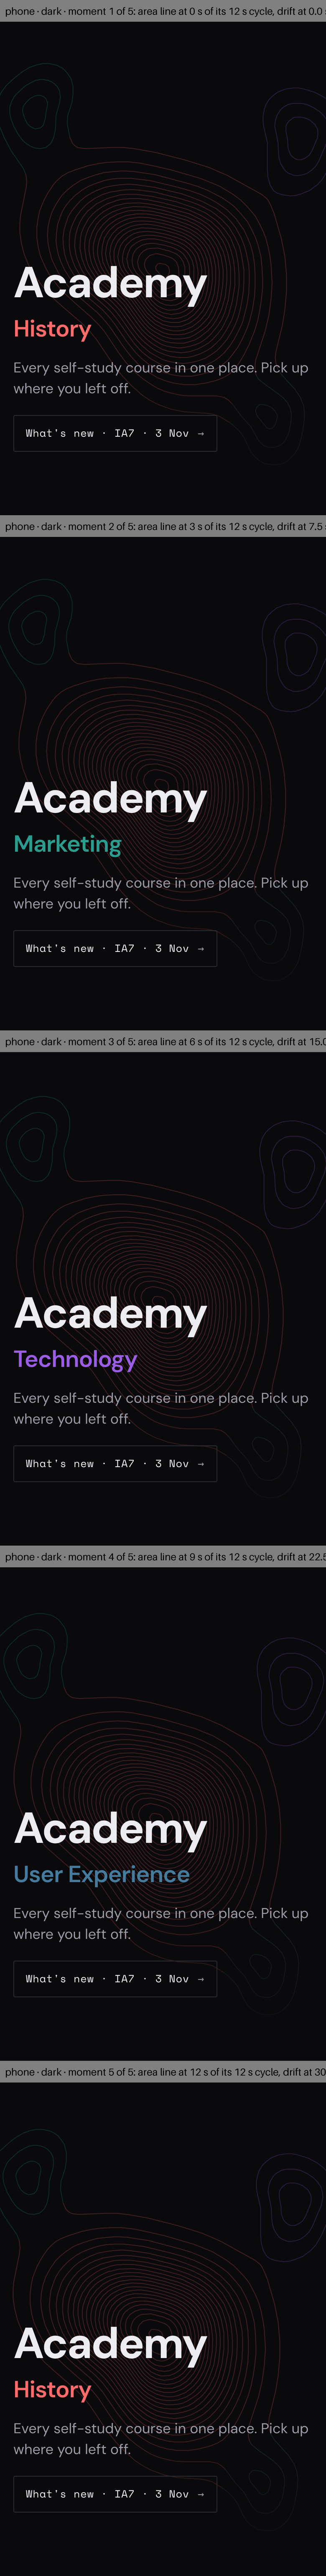 phone · dark · moment 1 of 5: area line at 0 s of its 12 s cycle, drift at 0.0
Academy
History
Every self-study course in one place. Pick up
where you left off.
What's new · IA7 · 3 Nov →
phone · dark · moment 2 of 5: area line at 3 s of its 12 s cycle, drift at 7.5
Academy
Marketing
Every self-study course in one place. Pick up
where you left off.
What's new · IA7 · 3 Nov →
phone · dark · moment 3 of 5: area line at 6 s of its 12 s cycle, drift at 15.0
Academy
Technology
Every self-study course in one place. Pick up
where you left off.
What's new · IA7 · 3 Nov →
phone · dark · moment 4 of 5: area line at 9 s of its 12 s cycle, drift at 22.5
Academy
User Experience
Every self-study course in one place. Pick up
where you left off.
What's new · IA7 · 3 Nov →
phone · dark · moment 5 of 5: area line at 12 s of its 12 s cycle, drift at 30
Academy
History
Every self-study course in one place. Pick up
where you left off.
What's new · IA7 · 3 Nov →